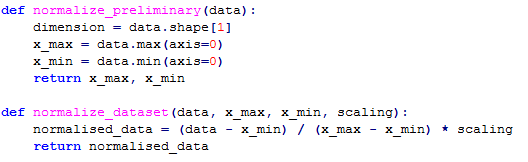 def normalize_preliminary(data):
    dimension = data.shape[1]
    x_max = data.max(axis=0)
    x_min = data.min(axis=0)
    return x_max, x_min

def normalize_dataset(data, x_max, x_min, scaling):
    normalised_data = (data - x_min) / (x_max - x_min) * scaling
    return normalised_data